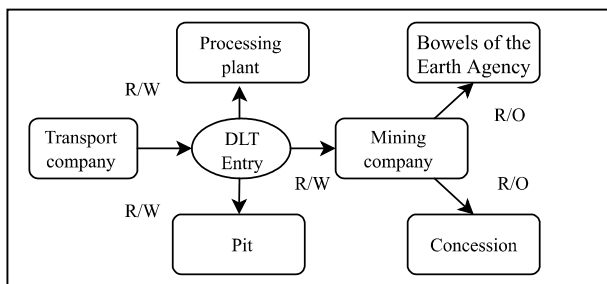 Processing
plant
Bowels of the
Earth Agency
R/W
R/O
Transport
company
DLT
Entry
Mining
company
R/W
R/W
R/O
Pit
Concession